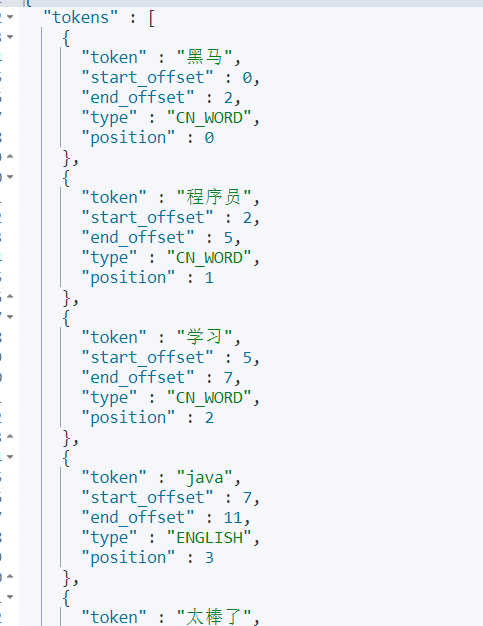 {
"tokens" : [
{
"token" : "黑马",
"start_offset" : 0,
"end_offset" : 2,
"type" : "CN_WORD",
"position" : 0
},
{
"token" : "程序员",
"start_offset" : 2,
"end_offset" : 5,
"type" : "CN_WORD",
"position" : 1
},
{
"token" : "学习",
"start_offset" : 5,
"end_offset" : 7,
"type" : "CN_WORD",
"position" : 2
},
{
"token" : "java",
"start_offset" : 7,
"end_offset" : 11,
"type" : "ENGLISH",
"position" : 3
},
{
"token" : "太棒了",